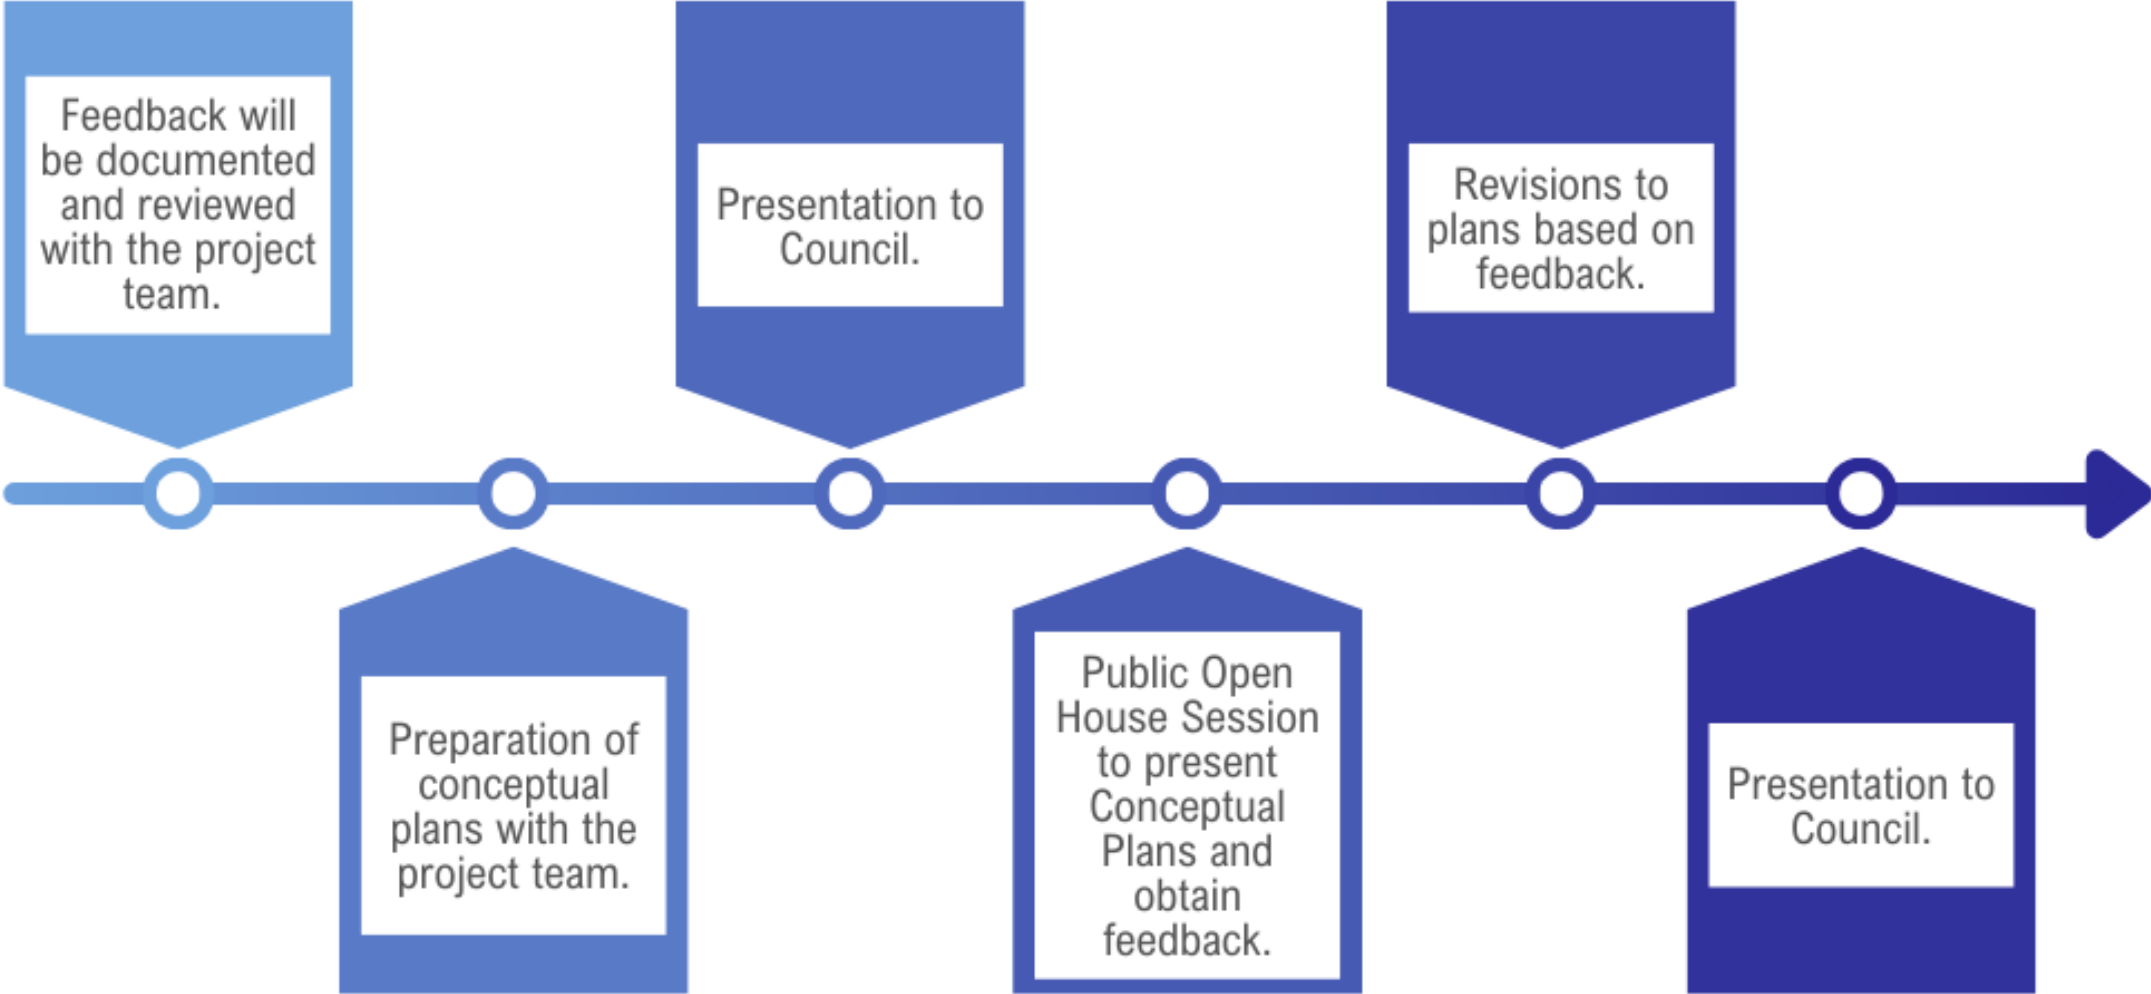 Feedback will
be documented
and reviewed
with the project
team.
Preparation of
conceptual
plans with the
project team.
Presentation to
Council.
Public Open
House Session
to present
Conceptual
Plans and
obtain
feedback.
Revisions to
plans based on
feedback.
Presentation to
Council.